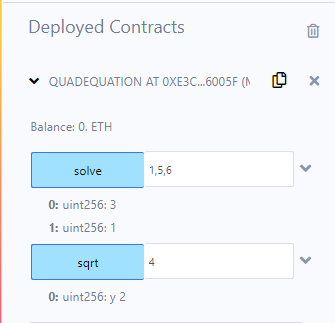 Deployed Contracts
QUADEQUATION AT 0XE3C...6005F (M
Balance: 0. ETH
solve 1,5,6
0: uint256: 3
1: uint256: 1
sqrt 4
0: uint256: y 2